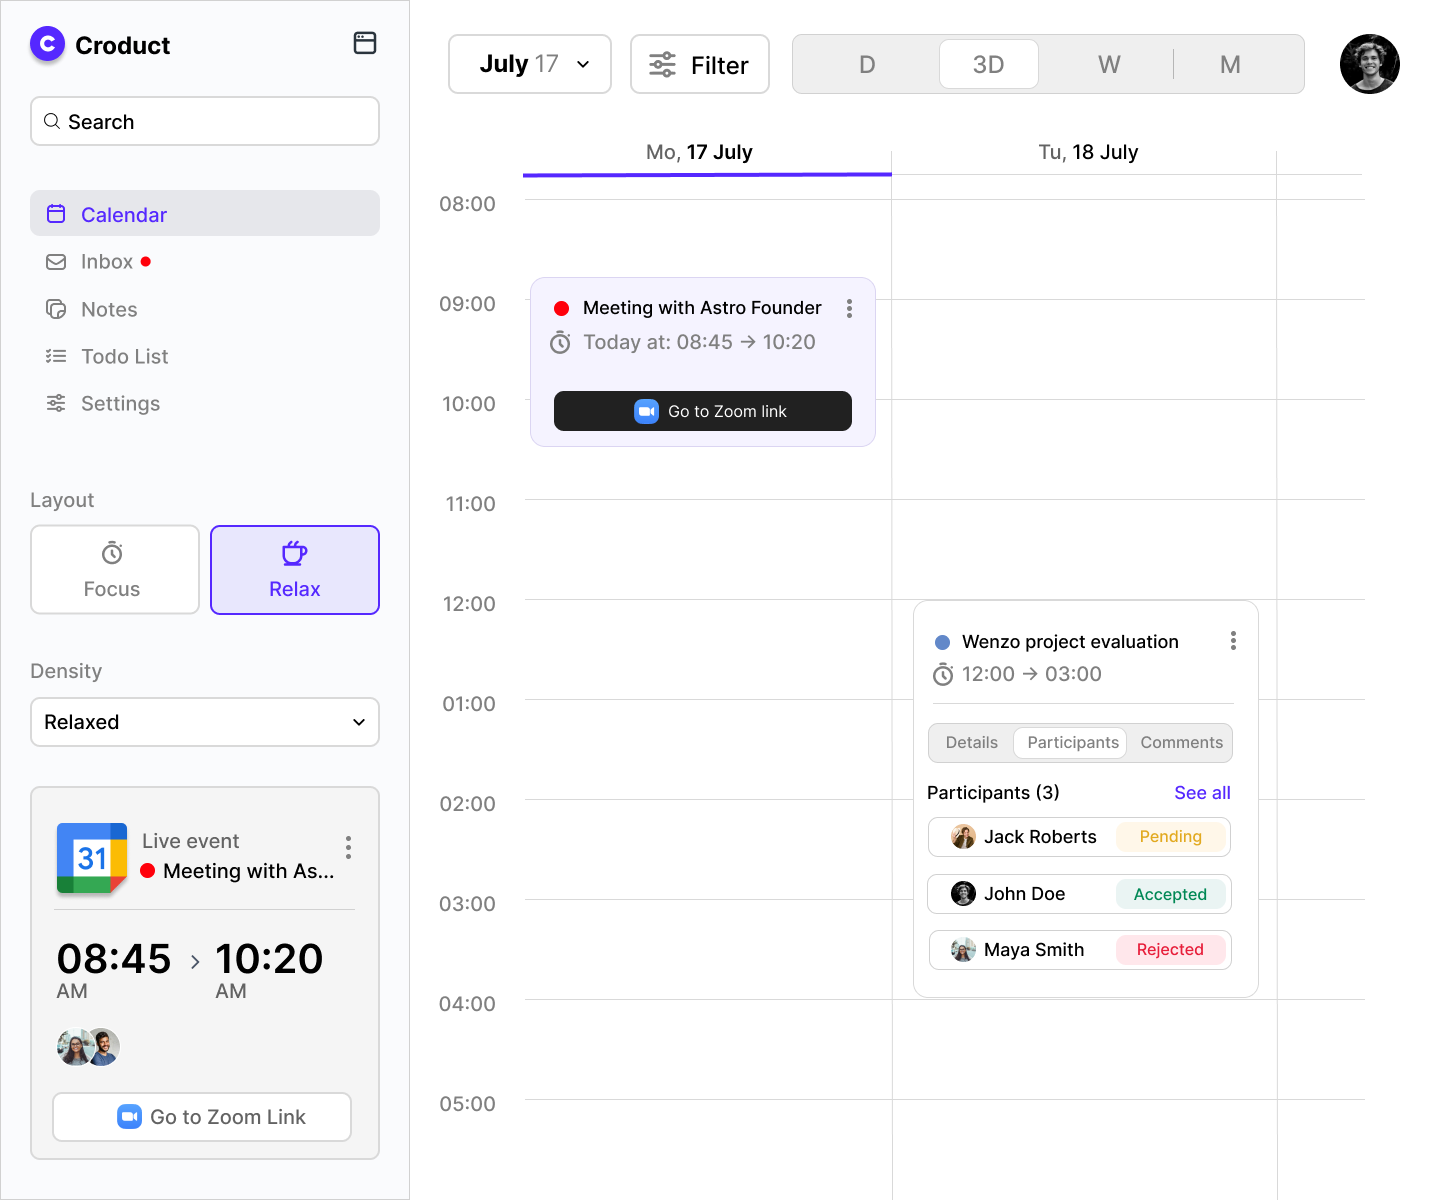 Croduct
Search
Calendar
Inbox
Notes
Todo List
Settings
Layout
Focus
Relax
Density
Relaxed
31
Live event
Meeting with As...
08:45 > 10:20
AM AM
Go to Zoom Link
July 17
Filter
D 3D W M
Mo, 17 July
Tu, 18 July
08:00
09:00
10:00
11:00
12:00
01:00
02:00
03:00
04:00
05:00
Meeting with Astro Founder
Today at: 08:45 → 10:20
Go to Zoom link
Wenzo project evaluation
12:00 → 03:00
Details Participants Comments
Participants (3) See all
Jack Roberts Pending
John Doe Accepted
Maya Smith Rejected